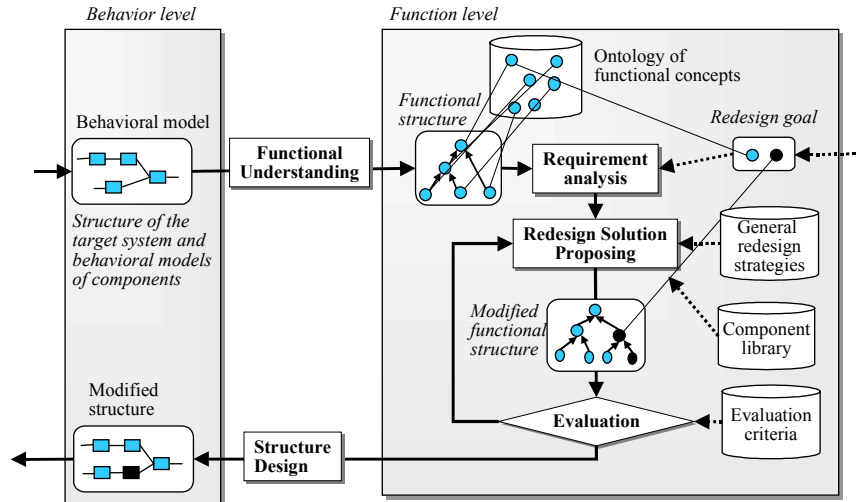 Behavior level
Function level
Ontology of
functional concepts
Functional
structure
Redesign goal
Behavioral model
Functional
Understanding
Requirement
analysis
Structure of the
target system and
behavioral models
of components
Redesign Solution
Proposing
General
redesign
strategies
Modified
functional
structure
Component
library
Modified
structure
Evaluation
Evaluation
criteria
Structure
Design